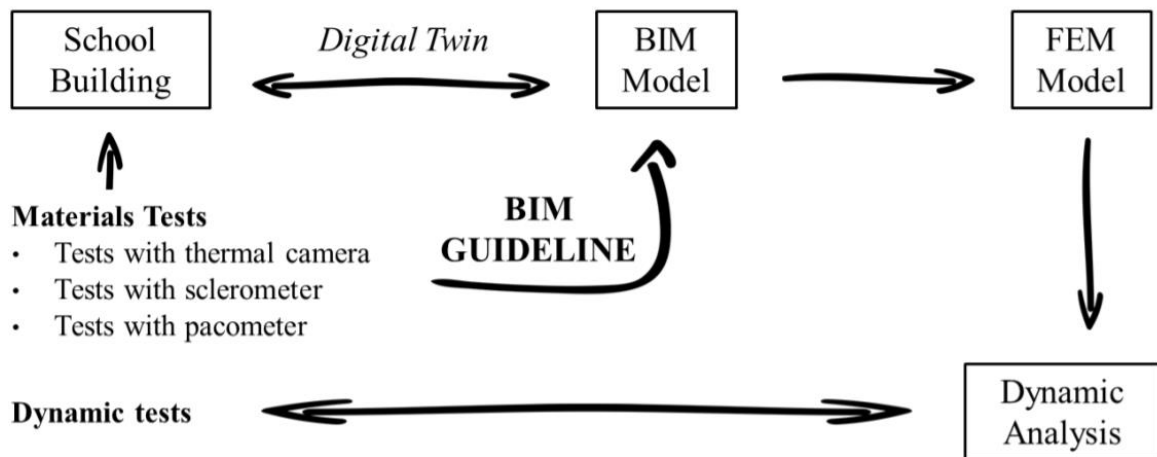 School
Building
Digital Twin
BIM
Model
FEM
Model
Materials Tests
• Tests with thermal camera
• Tests with sclerometer
• Tests with pacometer
BIM
GUIDELINE
Dynamic tests
Dynamic
Analysis